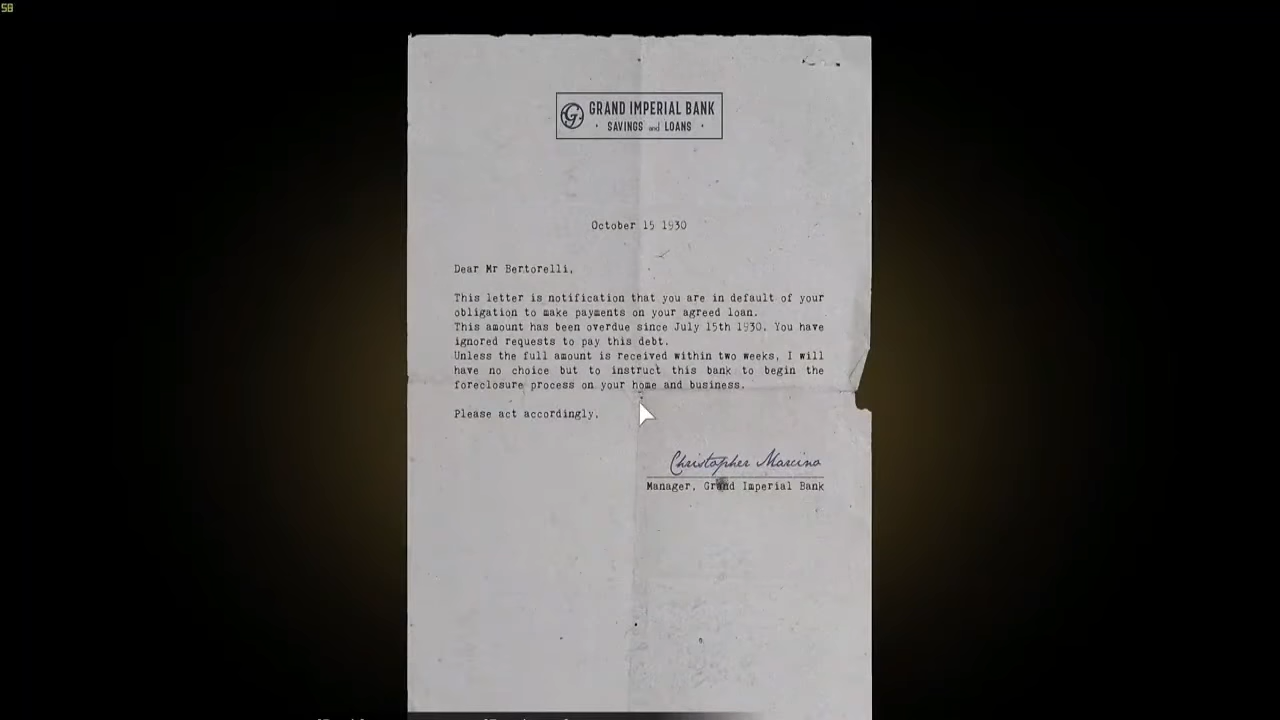 58
GRAND IMPERIAL BANK
SAVINGS and LOANS
October 15 1930
Dear Mr Bertorelli,
This letter is notification that you are in default of your
obligation to make payments on your agreed loan.
This amount has been overdue since July 15th 1930. You have
ignored requests to pay this debt.
Unless the full amount is received within two weeks, I will
have no choice but to instruct this bank to begin the
foreclosure process on your home and business.
Please act accordingly.
Christopher Marcino
Manager, Grand Imperial Bank